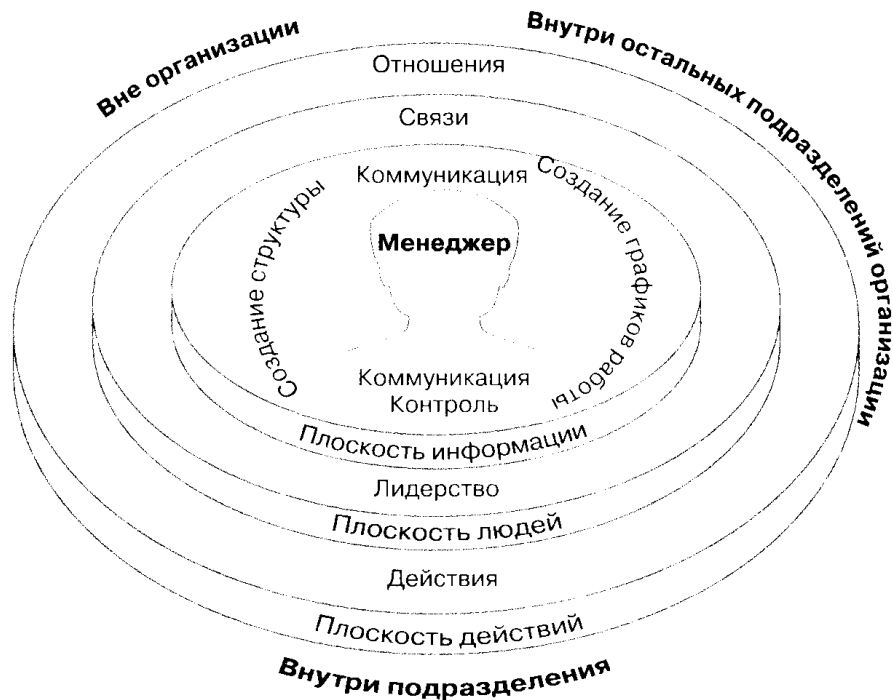 Вне организации
Внутри остальных подразделений организации
Отношения
Связи
Коммуникация
Создание структуры
Создание графиков работы
Менеджер
Коммуникация
Контроль
Плоскость информации
Лидерство
Плоскость людей
Действия
Плоскость действий
Внутри подразделения